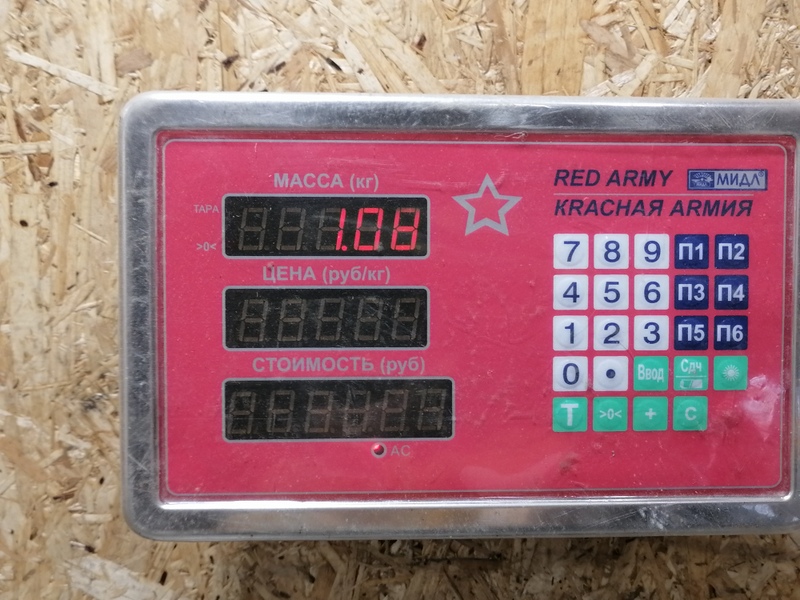 МАССА (кг)
ТАРА
>0<
1.08
ЦЕНА (руб/кг)
СТОИМОСТЬ (руб)
АС
RED ARMY МИДЛ
КRАСНАЯ АRМИЯ
7 8 9 П1 П2
4 5 6 П3 П4
1 2 3 П5 П6
0 • Ввод Сдч
Т >0< + С